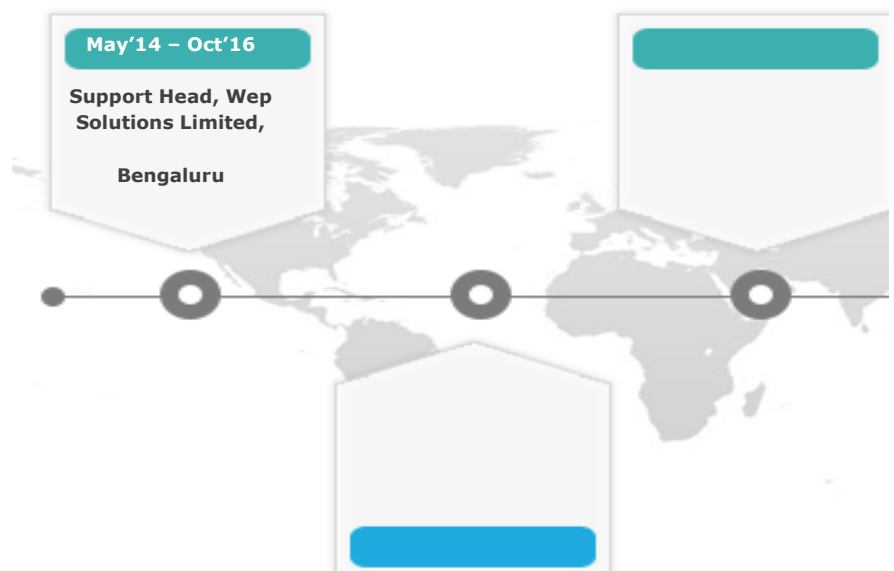 May’14 – Oct’16
Support Head, Wep
Solutions Limited,
Bengaluru